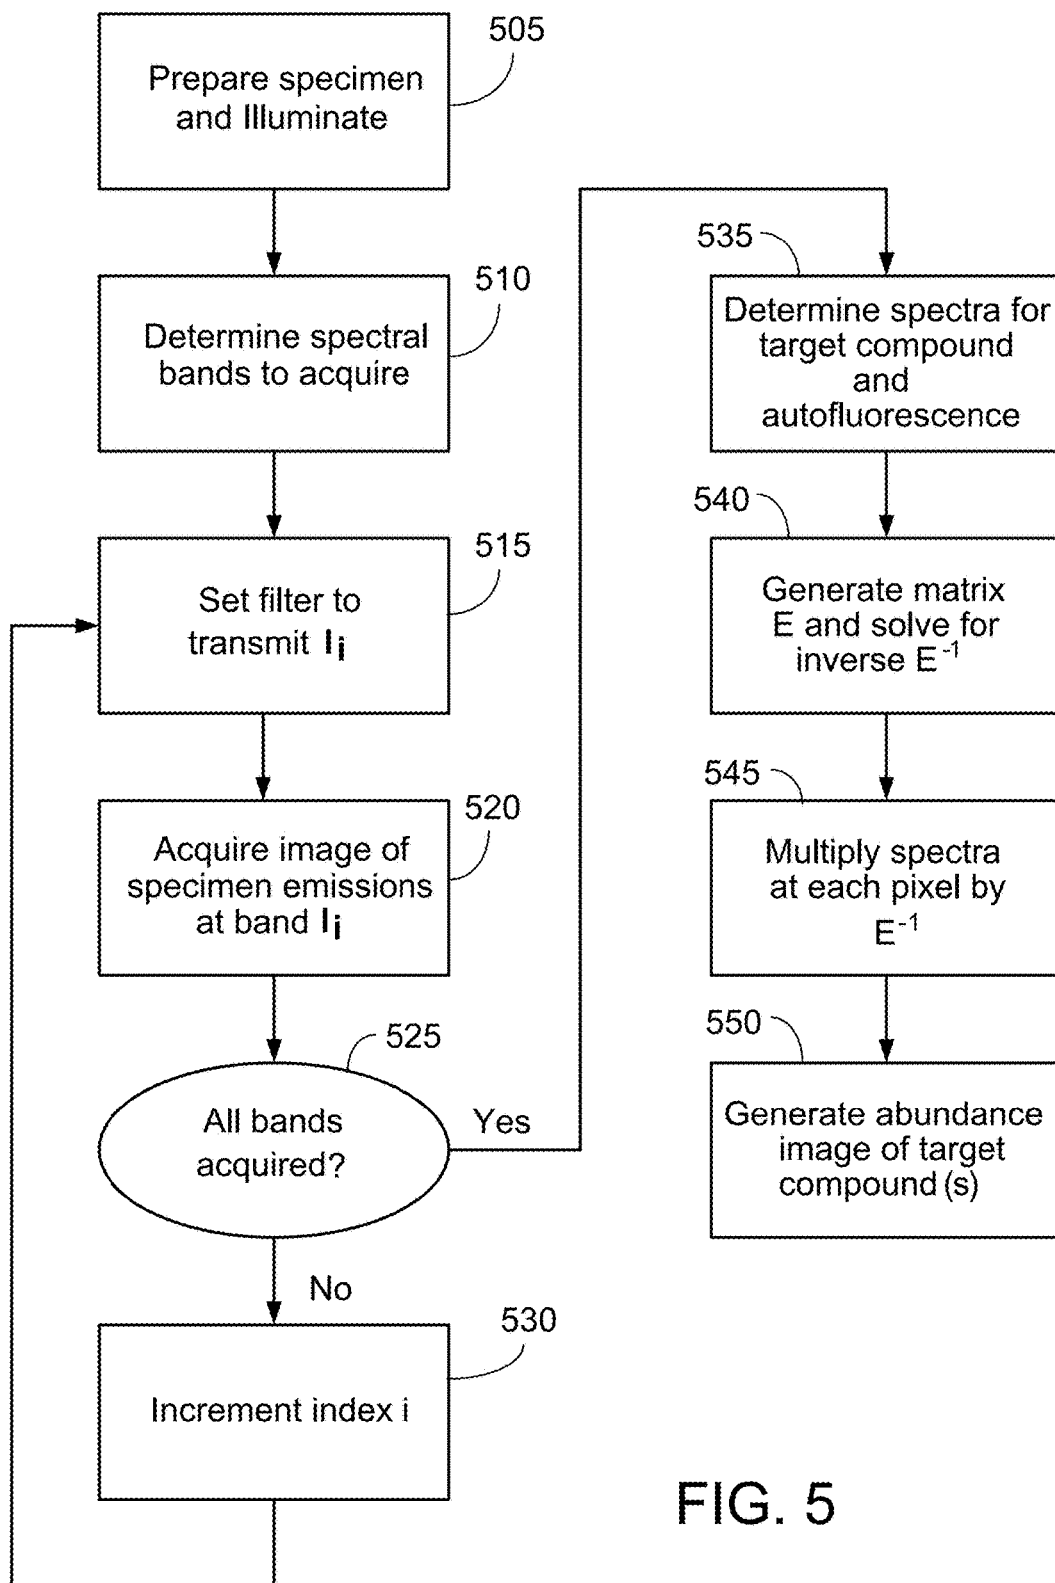 505
Prepare specimen
and Illuminate
510
Determine spectral
bands to acquire
515
Set filter to
transmit lᵢ
520
Acquire image of
specimen emissions
at band lᵢ
525
All bands
acquired?
Yes
No
530
Increment index i
535
Determine spectra for
target compound
and
autofluorescence
540
Generate matrix
E and solve for
inverse E⁻¹
545
Multiply spectra
at each pixel by
E⁻¹
550
Generate abundance
image of target
compound (s)
FIG. 5